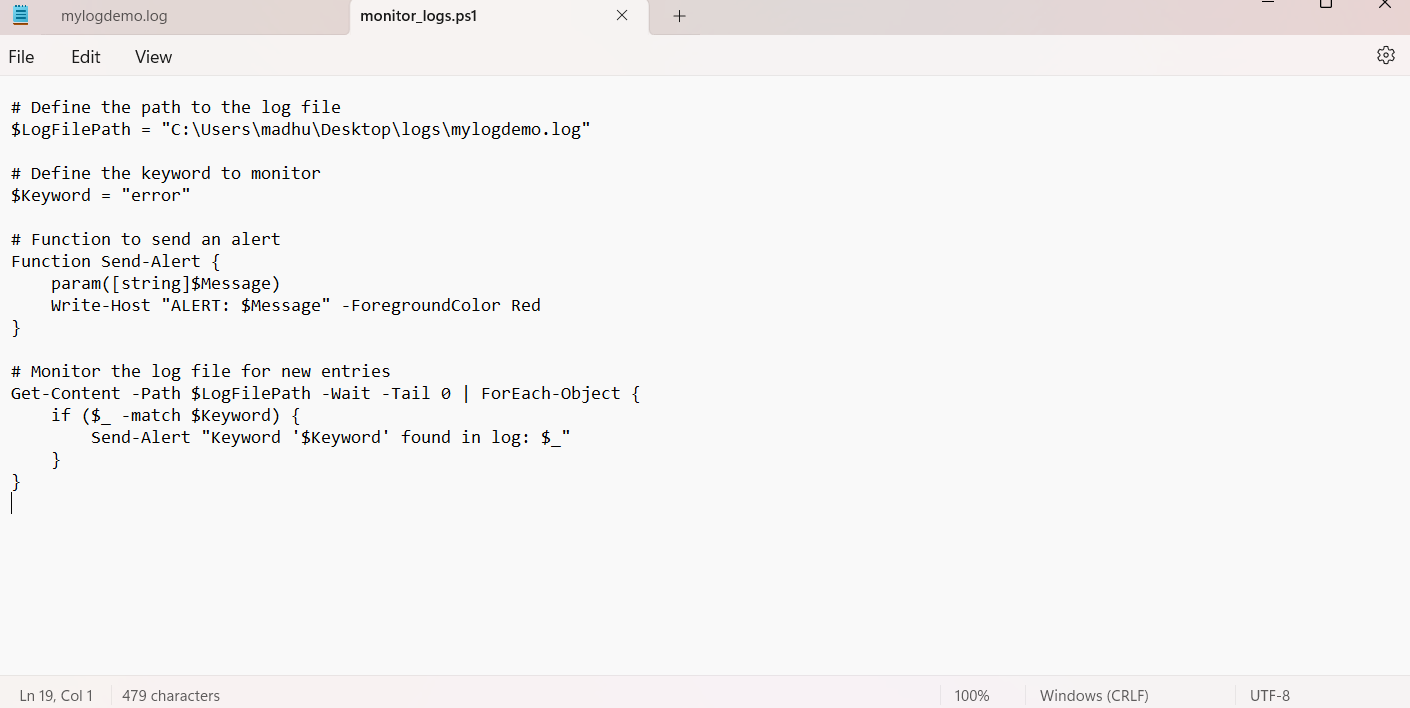 mylogdemo.log
monitor_logs.ps1
File Edit View
# Define the path to the log file
$LogFilePath = "C:\Users\madhu\Desktop\logs\mylogdemo.log"
# Define the keyword to monitor
$Keyword = "error"
# Function to send an alert
Function Send-Alert {
    param([string]$Message)
    Write-Host "ALERT: $Message" -ForegroundColor Red
}
# Monitor the log file for new entries
Get-Content -Path $LogFilePath -Wait -Tail 0 | ForEach-Object {
    if ($_ -match $Keyword) {
        Send-Alert "Keyword '$Keyword' found in log: $_"
    }
}
Ln 19, Col 1 479 characters 100% Windows (CRLF) UTF-8